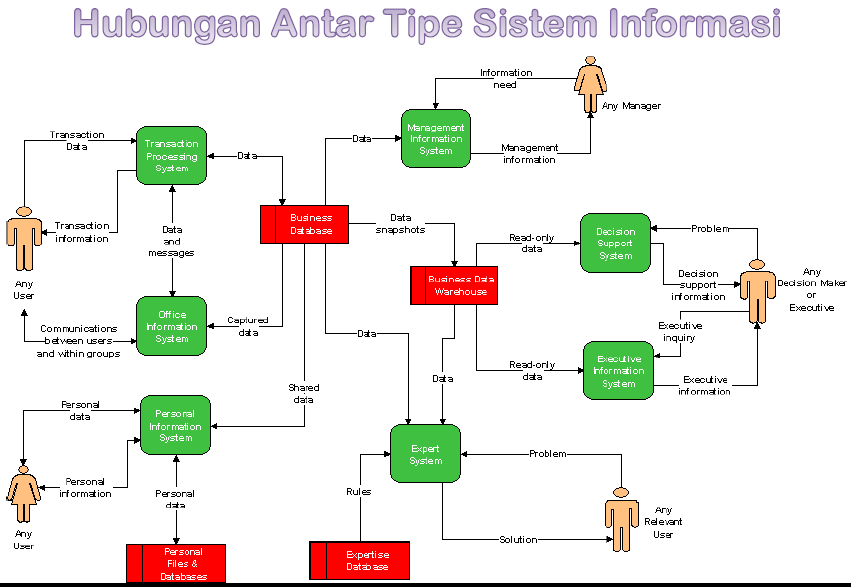 Hubungan Antar Tipe Sistem Informasi
Information
need
Any Manager
Transaction
Data
Transaction
Processing
System
Data
Data
Management
Information
System
Management
information
Transaction
information
Data
and
messages
Business
Database
Data
snapshots
Read-only
data
Decision
Support
System
Problem
Any
User
Business Data
Warehouse
Decision
support
information
Any
Decision Maker
or
Executive
Communications
between users
and within groups
Office
Information
System
Captured
data
Data
Executive
inquiry
Data
Read-only
data
Executive
Information
System
Executive
information
Shared
data
Personal
data
Personal
Information
System
Personal
information
Personal
data
Expert
System
Problem
Rules
Any
Relevant
User
Any
User
Solution
Personal
Files &
Databases
Expertise
Database